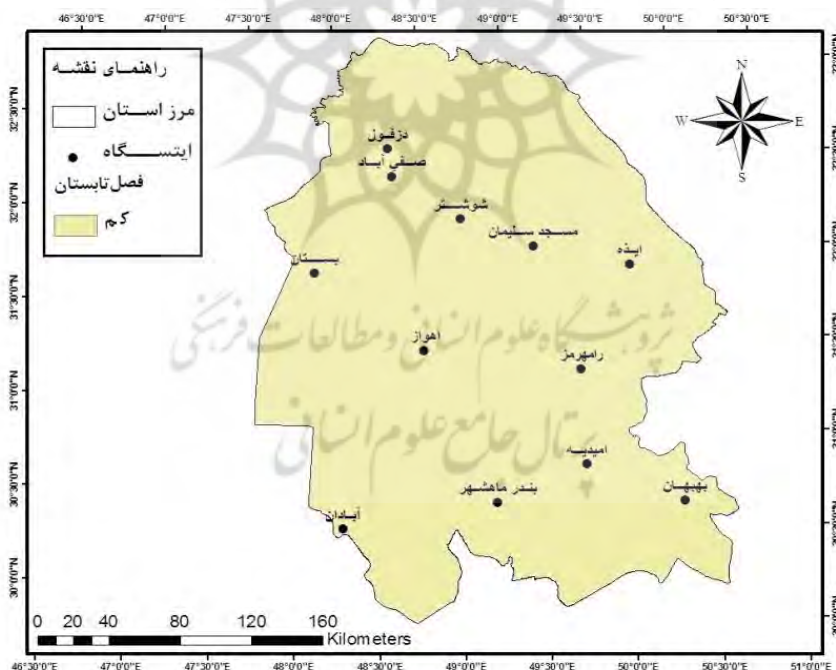 46°30'0"E 47°0'0"E 47°30'0"E 48°0'0"E 48°30'0"E 49°0'0"E 49°30'0"E 50°0'0"E 50°30'0"E
راهنمای نقشه
مرز استان
ایتسگاه
فصل تابستان
کم
N
W E
S
32°30'0"N
32°0'0"N
31°30'0"N
31°0'0"N
30°30'0"N
30°0'0"N
دزفول
صفی آباد
شوشتر
مسجد سلیمان
ایذه
بستان
اهواز
رامهرمز
امیدیه
بندر ماهشهر
بهبهان
آبادان
پژوهشگاه علوم انسانی و مطالعات فرهنگی
پرتال جامع علوم انسانی
0 20 40 80 120 160
Kilometers
46°30'0"E 47°0'0"E 47°30'0"E 48°0'0"E 48°30'0"E 49°0'0"E 49°30'0"E 50°0'0"E 50°30'0"E 51°0'0"E